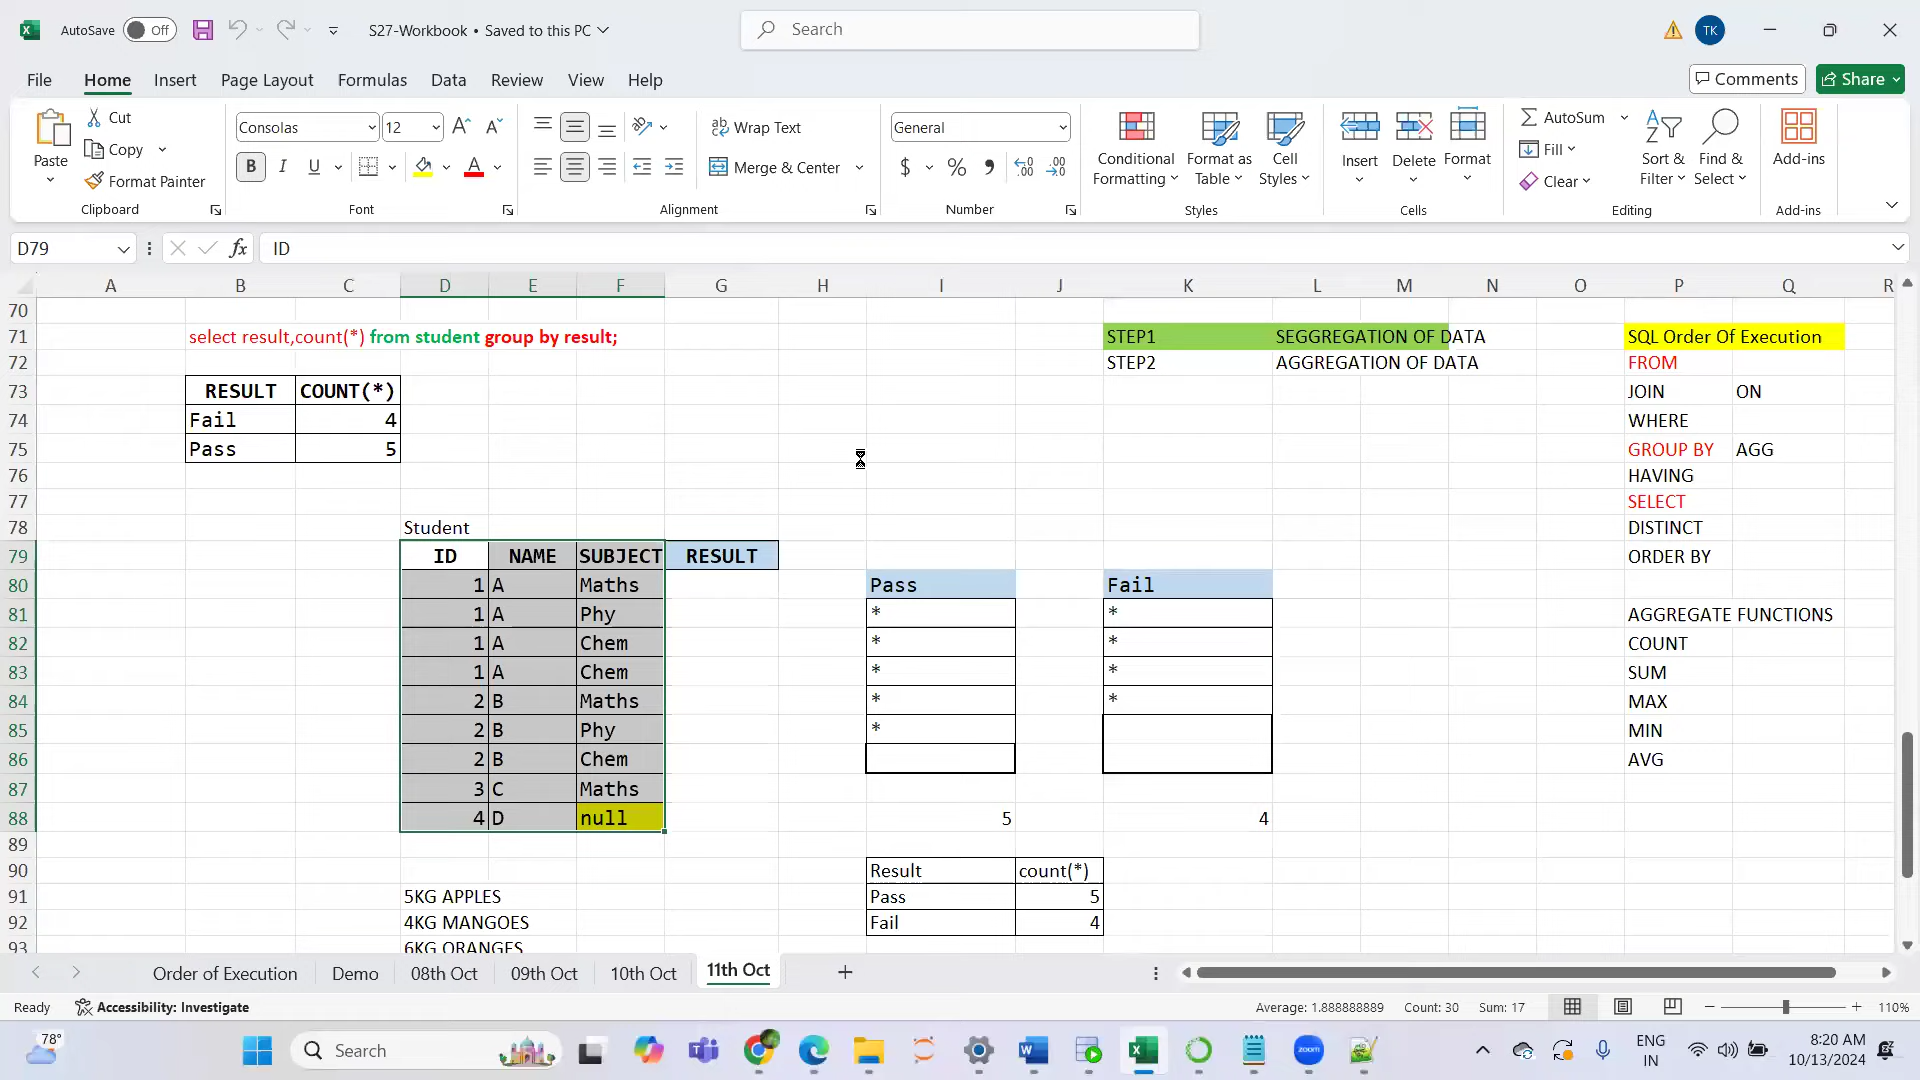 AutoSave Off S27-Workbook • Saved to this PC Search TK
File Home Insert Page Layout Formulas Data Review View Help Comments Share
Paste Cut Copy Format Painter Clipboard
Consolas 12 B I U A Font
Wrap Text Merge & Center Alignment
General $ % Number
Conditional Formatting Format as Table Cell Styles Styles
Insert Delete Format Cells
AutoSum Fill Clear Sort & Filter Find & Select Editing
Add-ins Add-ins
D79 fx ID
A B C D E F G H I J K L M N O P Q R
70
71 select result,count(*) from student group by result; STEP1 SEGGREGATION OF DATA SQL Order Of Execution
72 STEP2 AGGREGATION OF DATA FROM
73 RESULT COUNT(*) JOIN ON
74 Fail 4 WHERE
75 Pass 5 GROUP BY AGG
76 HAVING
77 SELECT
78 Student DISTINCT
79 ID NAME SUBJECT RESULT ORDER BY
80 1 A Maths Pass Fail
81 1 A Phy * * AGGREGATE FUNCTIONS
82 1 A Chem * * COUNT
83 1 A Chem * * SUM
84 2 B Maths * * MAX
85 2 B Phy * MIN
86 2 B Chem AVG
87 3 C Maths
88 4 D null 5 4
89
90 Result count(*)
91 5KG APPLES Pass 5
92 4KG MANGOES Fail 4
93 6KG ORANGES
Order of Execution Demo 08th Oct 09th Oct 10th Oct 11th Oct
Ready Accessibility: Investigate Average: 1.888888889 Count: 30 Sum: 17 110%
78° Search zoom ENG IN 8:20 AM 10/13/2024